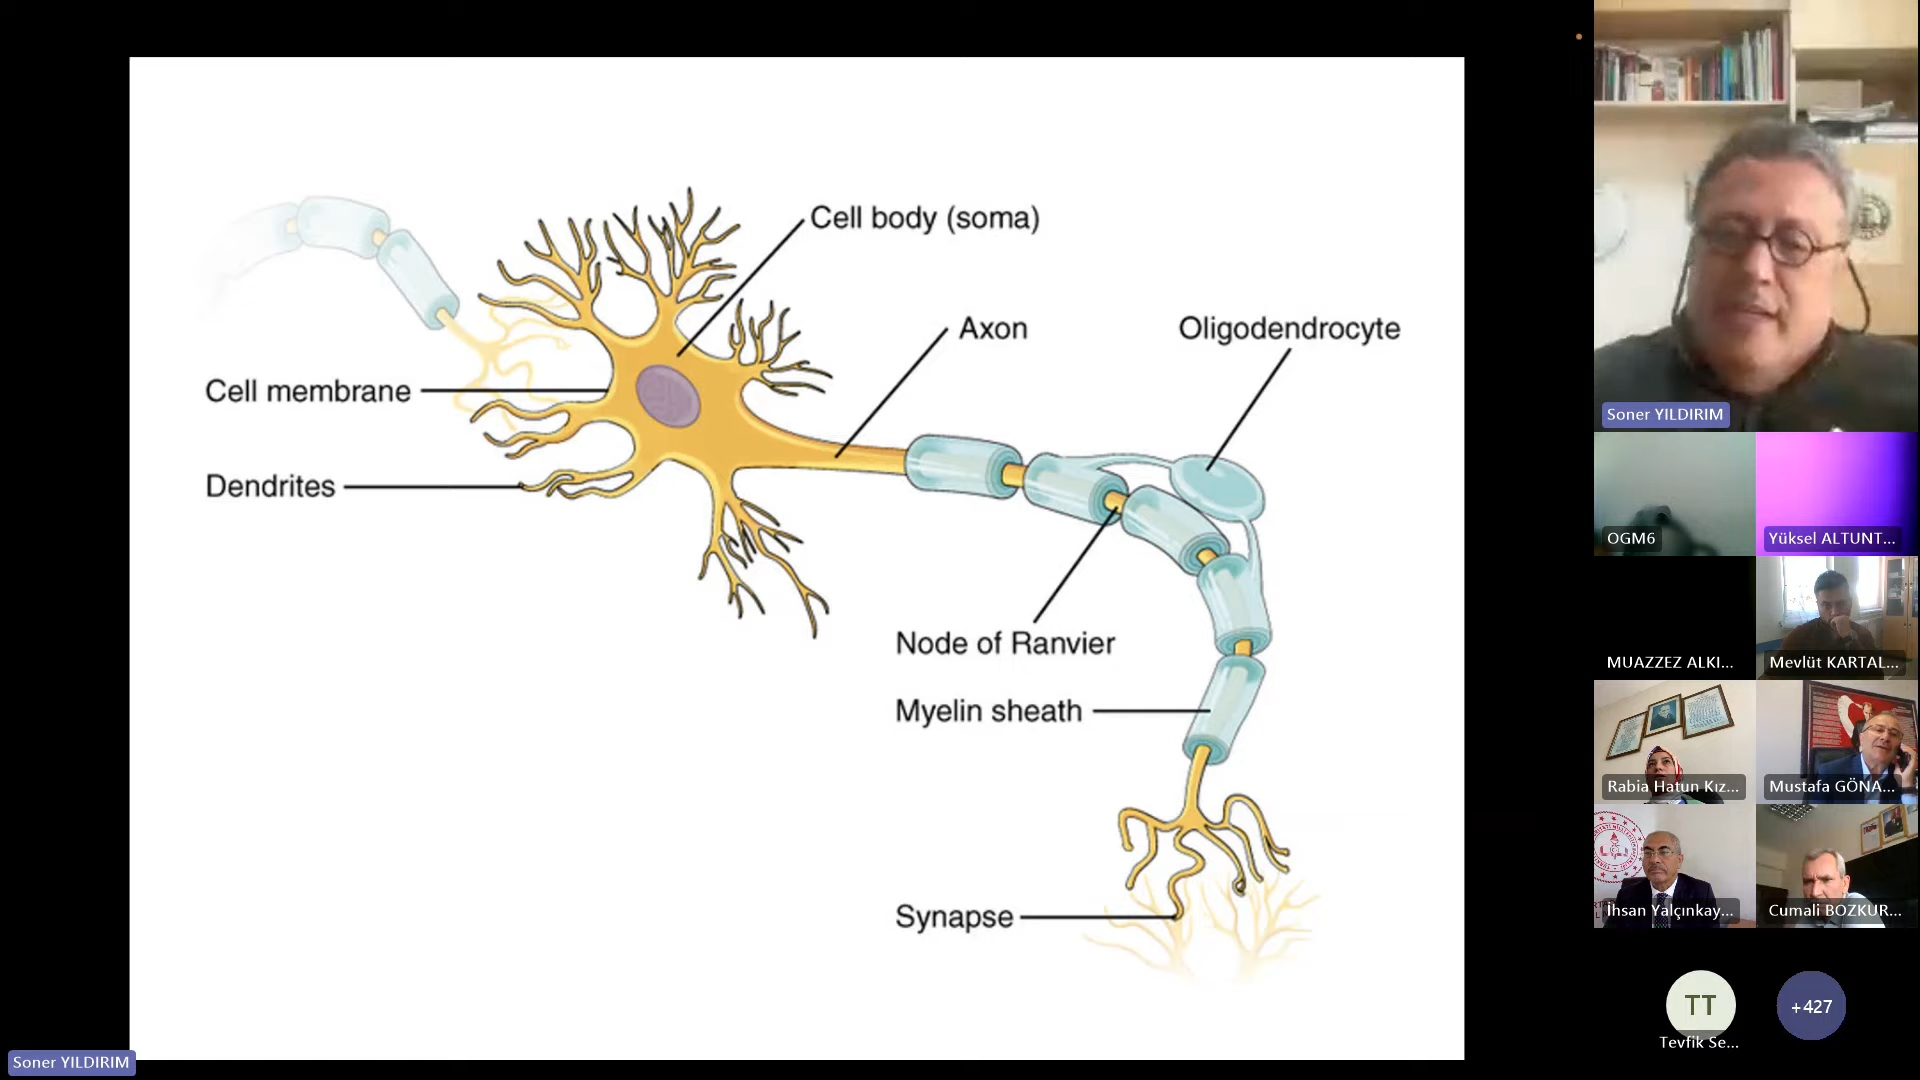 Cell body (soma)
Axon
Oligodendrocyte
Cell membrane
Dendrites
Node of Ranvier
Myelin sheath
Synapse
Soner YILDIRIM
Soner YILDIRIM
OGM6
Yüksel ALTUNT...
MUAZZEZ ALKI...
Mevlüt KARTAL...
Rabia Hatun Kız...
Mustafa GÖNA...
İhsan Yalçınkay...
Cumali BOZKUR...
TT
+427
Tevfik Se...